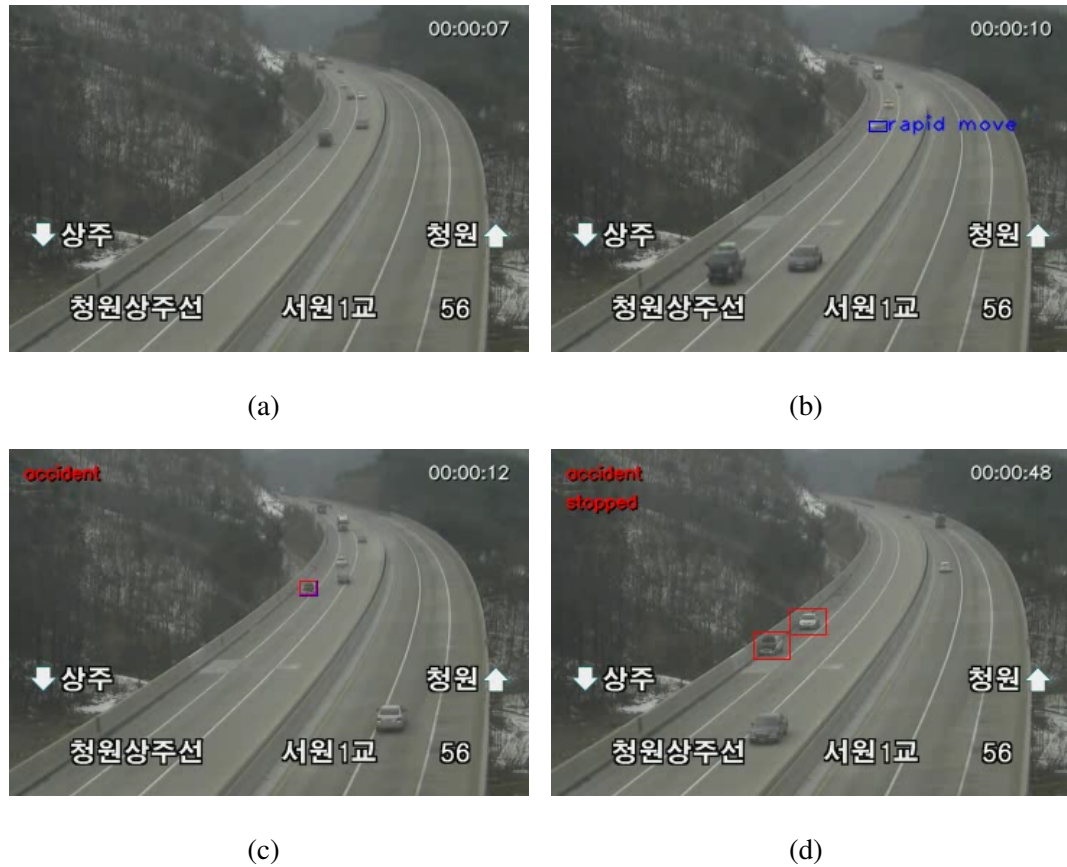 00:00:07
상주
청원
청원상주선 서원1교 56
(a)
00:00:10
rapid move
상주
청원
청원상주선 서원1교 56
(b)
accident
00:00:12
상주
청원
청원상주선 서원1교 56
(c)
accident
00:00:48
stopped
상주
청원
청원상주선 서원1교 56
(d)